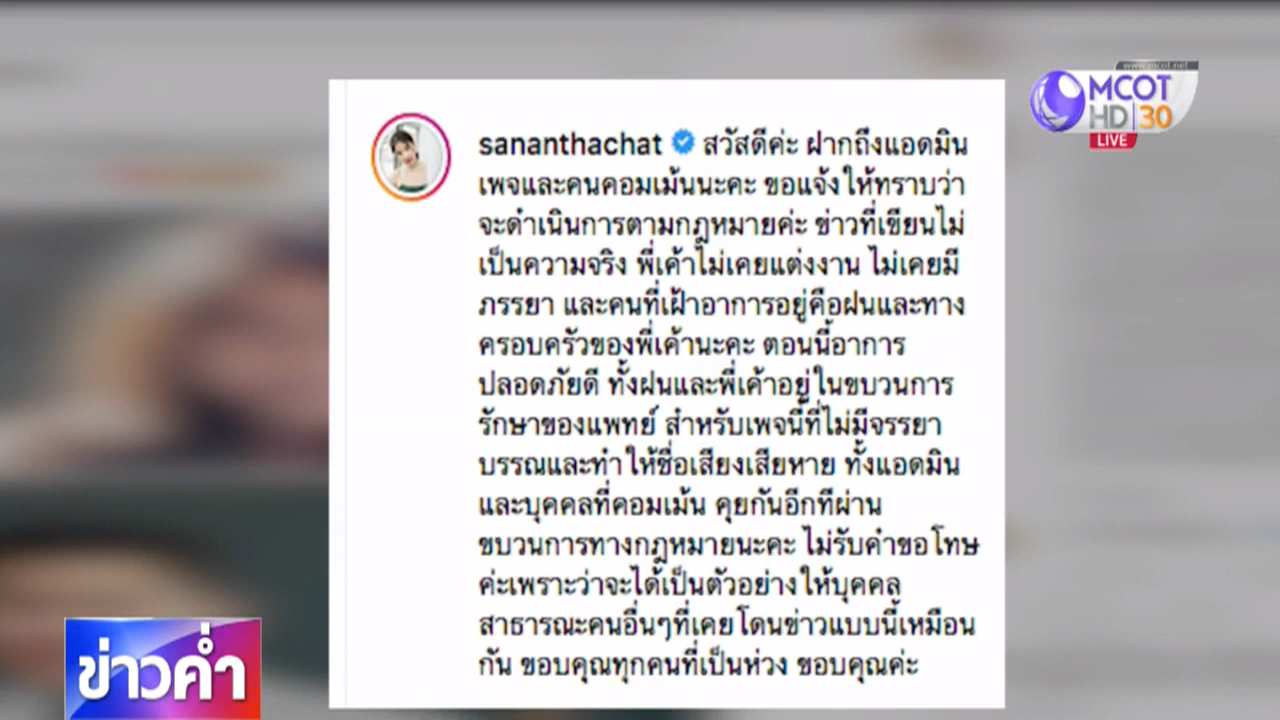 www.mcot.net
MCOT
HD 30
LIVE
sananthachat สวัสดีค่ะ ฝากถึงแอดมิน
เพจและคนคอมเม้นนะคะ ขอแจ้งให้ทราบว่า
จะดำเนินการตามกฎหมายค่ะ ข่าวที่เขียนไม่
เป็นความจริง พี่เค้าไม่เคยแต่งงาน ไม่เคยมี
ภรรยา และคนที่เฝ้าอาการอยู่คือฝนและทาง
ครอบครัวของพี่เค้านะคะ ตอนนี้อาการ
ปลอดภัยดี ทั้งฝนและพี่เค้าอยู่ในขบวนการ
รักษาของแพทย์ สำหรับเพจนี้ที่ไม่มีจรรยา
บรรณและทำให้ชื่อเสียงเสียหาย ทั้งแอดมิน
และบุคคลที่คอมเม้น คุยกันอีกทีผ่าน
ขบวนการทางกฎหมายนะคะ ไม่รับคำขอโทษ
ค่ะเพราะว่าจะได้เป็นตัวอย่างให้บุคคล
สาธารณะคนอื่นๆที่เคยโดนข่าวแบบนี้เหมือน
กัน ขอบคุณทุกคนที่เป็นห่วง ขอบคุณค่ะ
ข่าวค่ำ